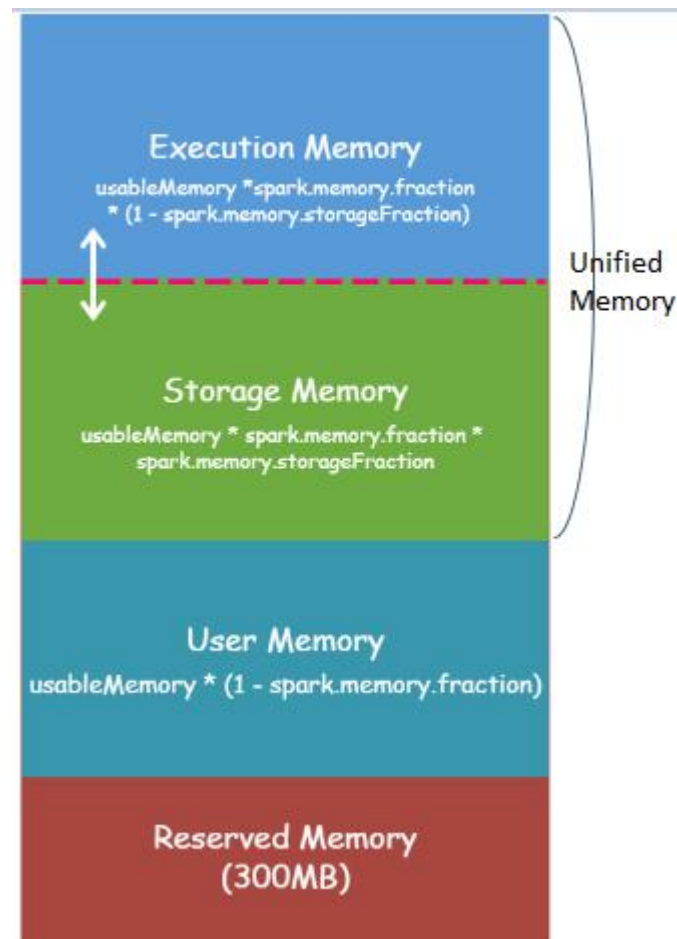 Execution Memory
usableMemory *spark.memory.fraction
* (1 - spark.memory.storageFraction)
Unified
Memory
Storage Memory
usableMemory * spark.memory.fraction *
spark.memory.storageFraction
User Memory
usableMemory * (1 - spark.memory.fraction)
Reserved Memory
(300MB)